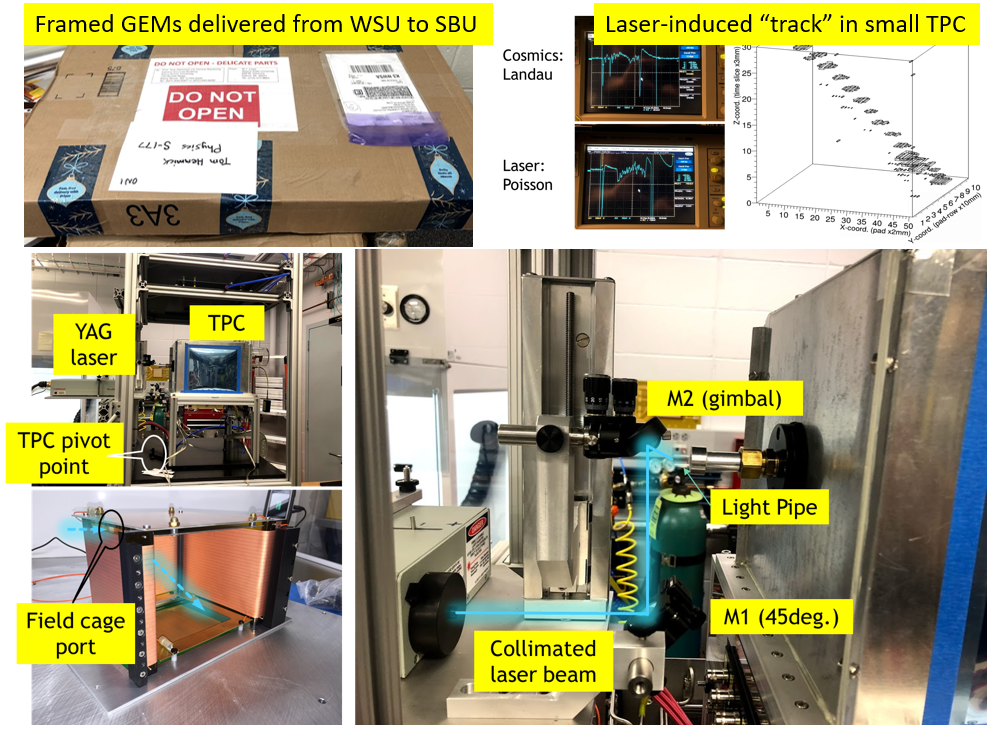 Framed GEMs delivered from WSU to SBU
DO NOT OPEN - DELICATE PARTS
DO NOT
OPEN
Tom Hemmick
Physics S-177
3A3
Cosmics:
Landau
Laser:
Poisson
Laser-induced “track” in small TPC
Z-coord. (time slice x3mm)
30
25
20
15
10
5
0
5 10 15 20 25 30 35 40 45 50
X-coord. (pad x2mm)
1 2 3 4 5 6 7 8 9 10
Y-coord. (pad-row x10mm)
YAG
laser
TPC
TPC pivot
point
Field cage
port
M2 (gimbal)
Light Pipe
M1 (45deg.)
Collimated
laser beam
DANGER